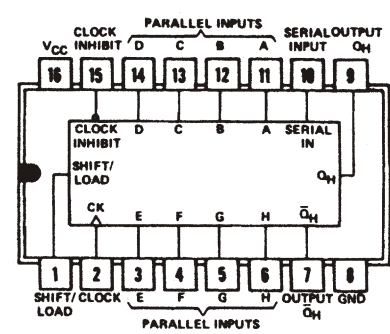 PARALLEL INPUTS
CLOCK SERIAL OUTPUT
VCC INHIBIT D C B A INPUT QH
16 15 14 13 12 11 10 9
CLOCK D C B A SERIAL
INHIBIT IN
SHIFT/
LOAD QH
CK E F G H Q̅H
1 2 3 4 5 6 7 8
SHIFT/ CLOCK E F G H OUTPUT GND
LOAD Q̅H
PARALLEL INPUTS